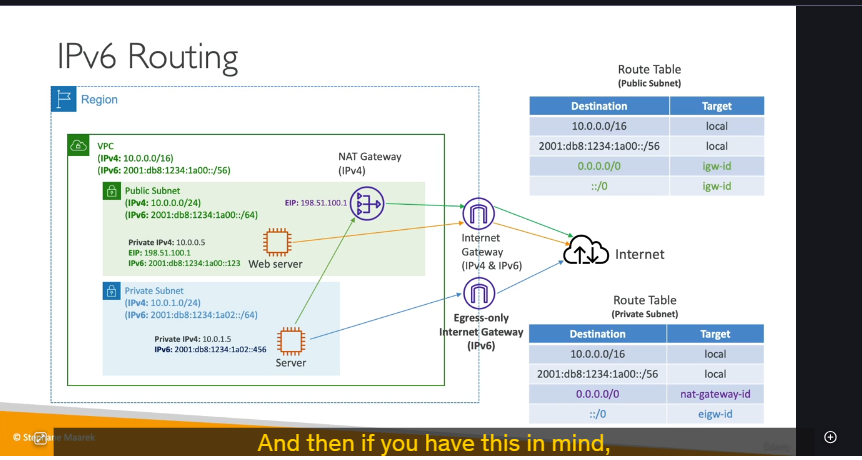 IPv6 Routing
Region
VPC
(IPv4: 10.0.0.0/16)
(IPv6: 2001:db8:1234:1a00::/56)
NAT Gateway
(IPv4)
Public Subnet
(IPv4: 10.0.0.0/24)
(IPv6: 2001:db8:1234:1a00::/64)
EIP: 198.51.100.1
Private IPv4: 10.0.0.5
EIP: 198.51.100.1
IPv6: 2001:db8:1234:1a00::123
Web server
Private Subnet
(IPv4: 10.0.1.0/24)
(IPv6: 2001:db8:1234:1a02::/64)
Private IPv4: 10.0.1.5
IPv6: 2001:db8:1234:1a02::456
Server
Internet
Gateway
(IPv4 & IPv6)
Egress-only
Internet Gateway
(IPv6)
Internet
Route Table
(Public Subnet)
Destination Target
10.0.0.0/16 local
2001:db8:1234:1a00::/56 local
0.0.0.0/0 igw-id
::/0 igw-id
Route Table
(Private Subnet)
Destination Target
10.0.0.0/16 local
2001:db8:1234:1a00::/56 local
0.0.0.0/0 nat-gateway-id
::/0 eigw-id
© Stephane Maarek
And then if you have this in mind,